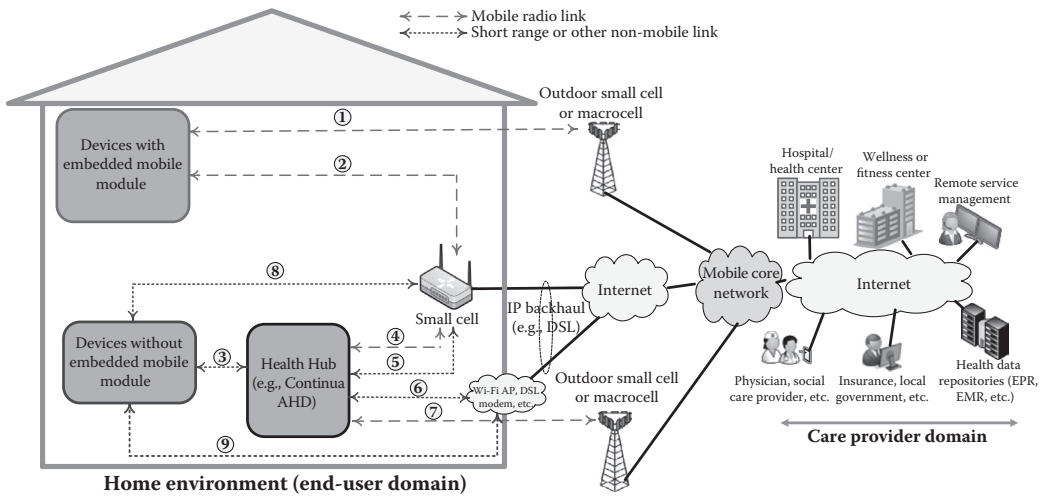 Mobile radio link
Short range or other non-mobile link
Outdoor small cell
or macrocell
①
Devices with
embedded mobile
module
②
Hospital/
health center
Wellness or
fitness center
Remote service
management
⑧
Small cell
IP backhaul
(e.g., DSL)
Internet
Mobile core
network
Internet
Devices without
embedded mobile
module
③
Health Hub
(e.g., Continua
AHD)
④
⑤
⑥
⑦
Wi-Fi AP, DSL
modem, etc.
Outdoor small cell
or macrocell
⑨
Physician, social
care provider, etc.
Insurance, local
government, etc.
Health data
repositories (EPR,
EMR, etc.)
Care provider domain
Home environment (end-user domain)